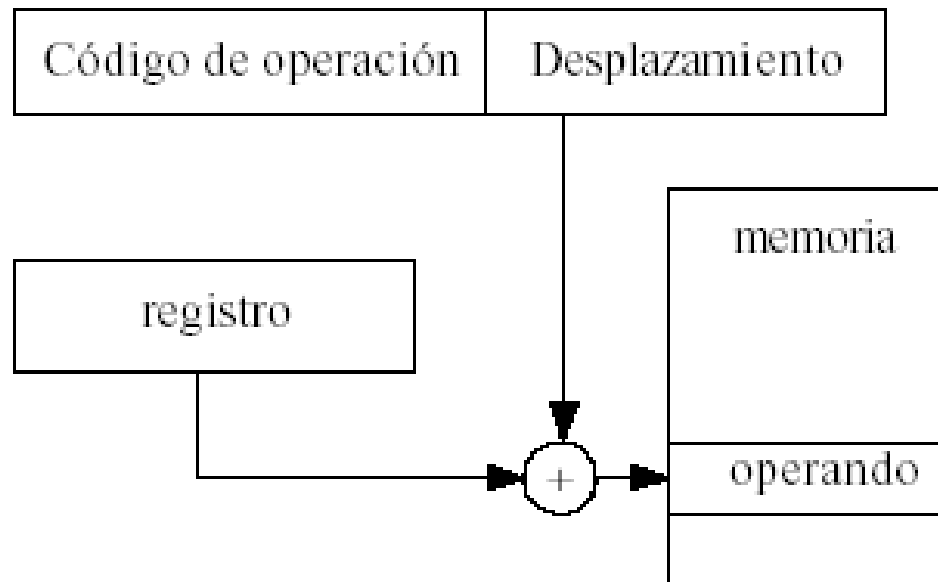 Código de operación
Desplazamiento
memoria
registro
+
operando